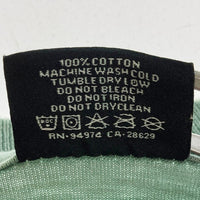 100% COTTON
MACHINE WASH COLD
TUMBLE DRY LOW
DO NOT BLEACH
DO NOT IRON
DO NOT DRYCLEAN
RN-94974 CA-28629